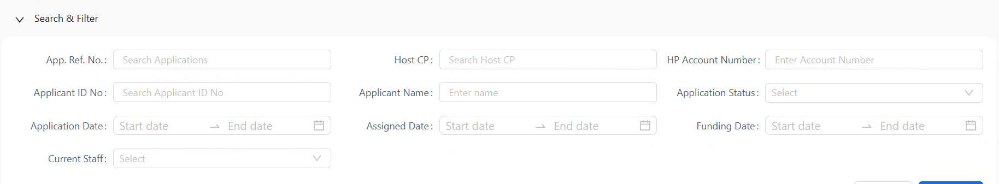 Search & Filter
App. Ref. No. : Search Applications Host CP : Search Host CP HP Account Number : Enter Account Number
Applicant ID No : Search Applicant ID No Applicant Name : Enter name Application Status : Select
Application Date : Start date → End date Assigned Date : Start date → End date Funding Date : Start date → End date
Current Staff : Select